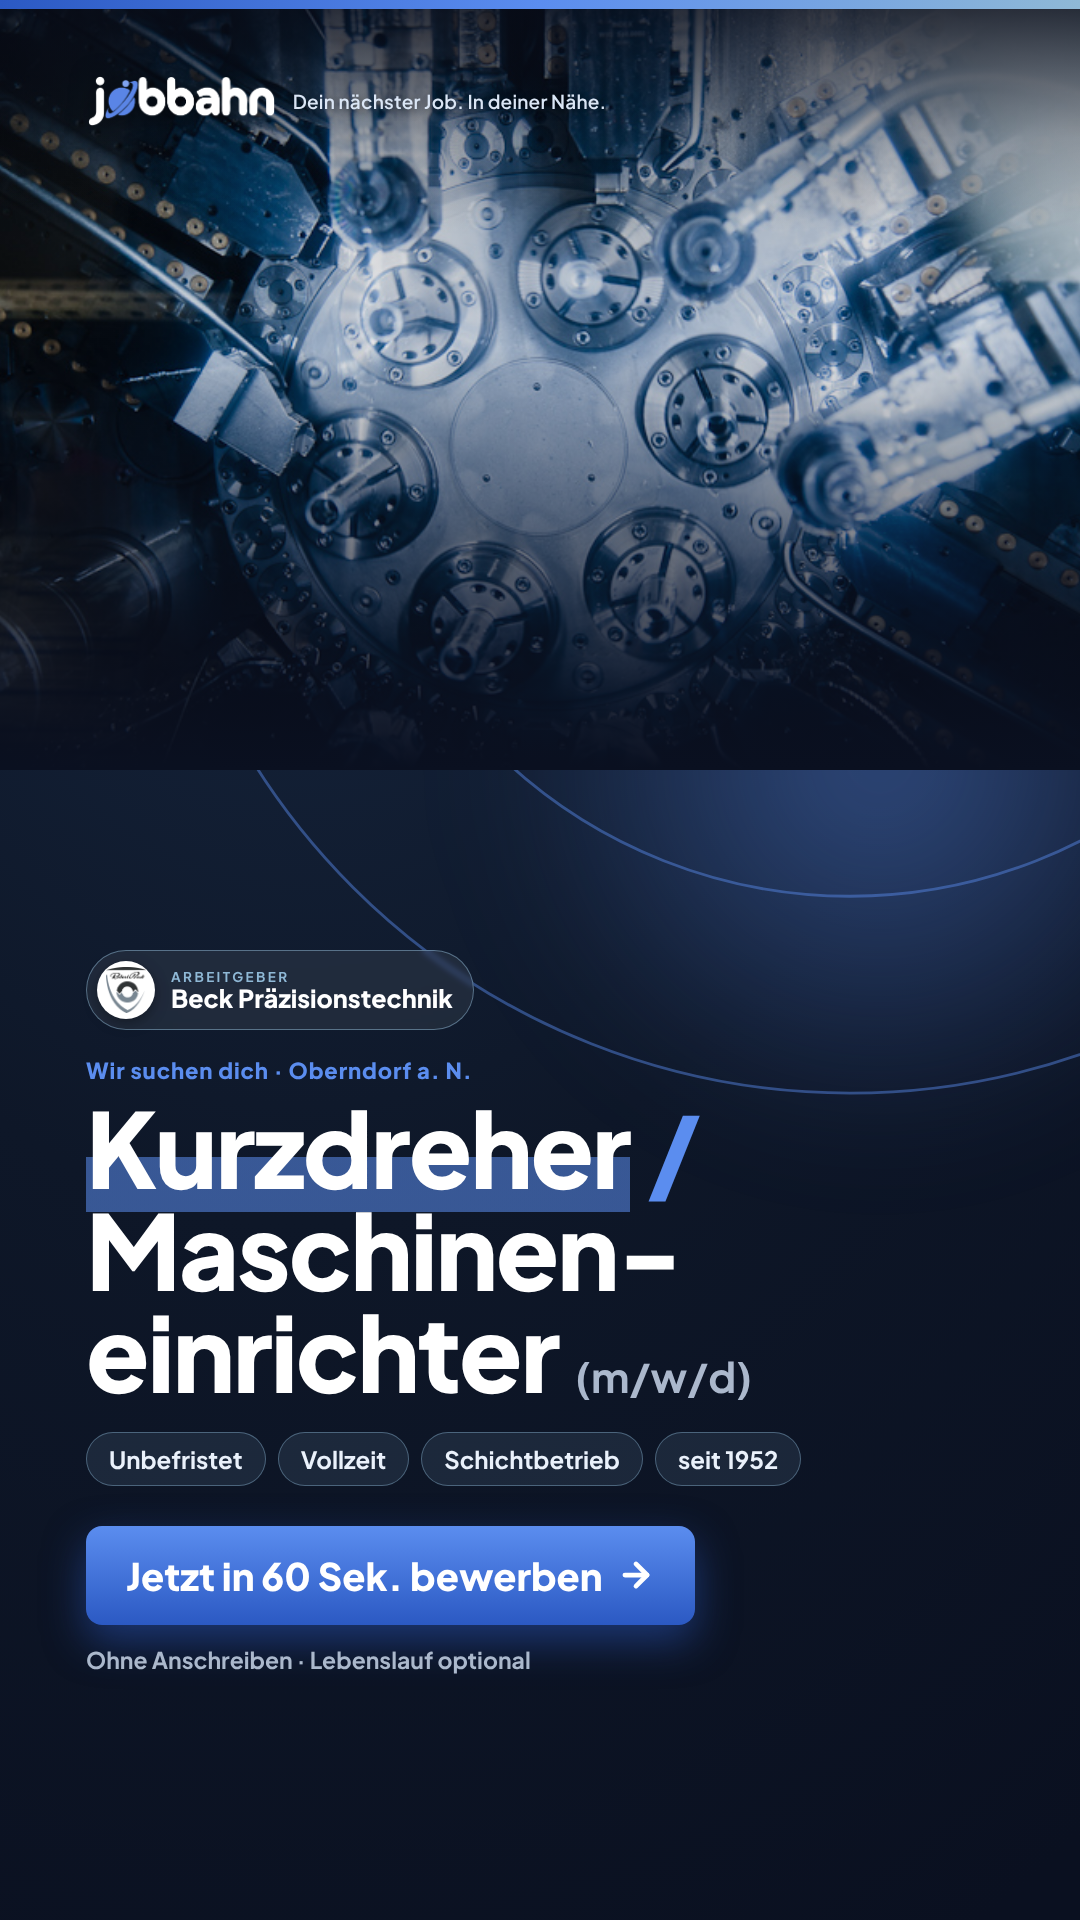 jobbahn Dein nächster Job. In deiner Nähe.
ARBEITGEBER
Beck Präzisionstechnik
Wir suchen dich · Oberndorf a. N.
Kurzdreher /
Maschinen-
einrichter (m/w/d)
Unbefristet Vollzeit Schichtbetrieb seit 1952
Jetzt in 60 Sek. bewerben →
Ohne Anschreiben · Lebenslauf optional